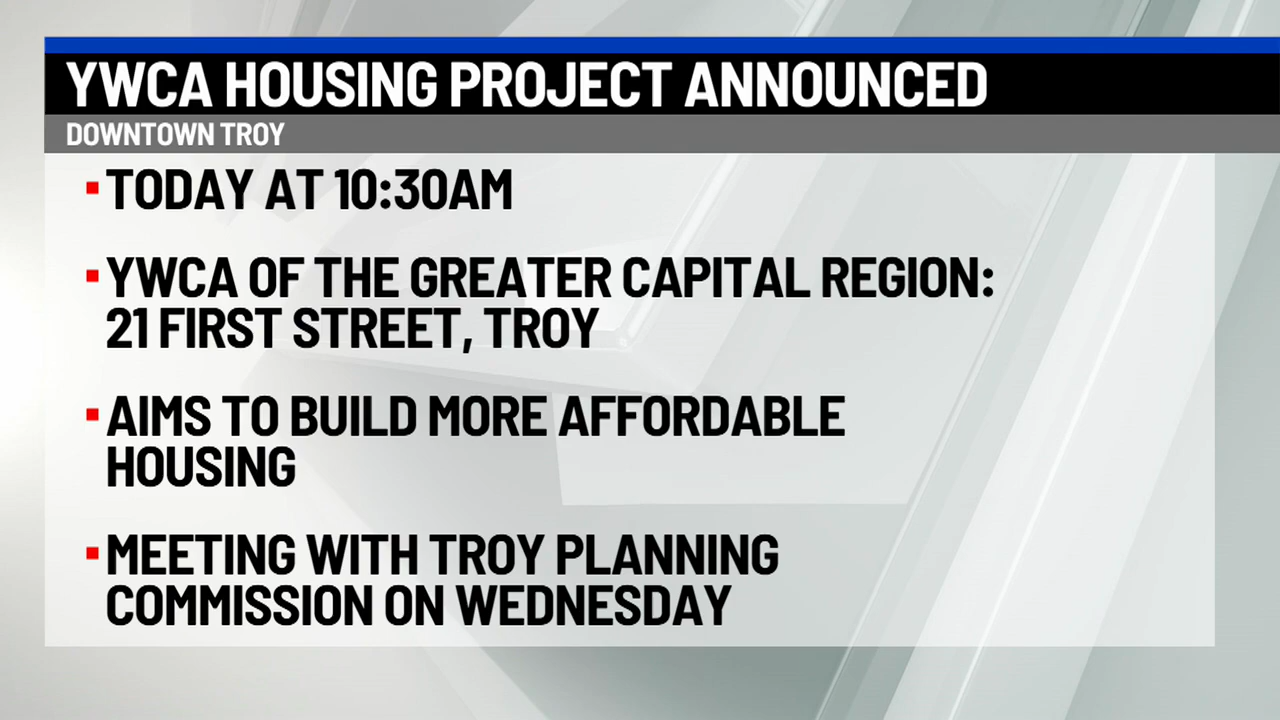 YWCA HOUSING PROJECT ANNOUNCED
DOWNTOWN TROY
TODAY AT 10:30AM
YWCA OF THE GREATER CAPITAL REGION:
21 FIRST STREET, TROY
AIMS TO BUILD MORE AFFORDABLE
HOUSING
MEETING WITH TROY PLANNING
COMMISSION ON WEDNESDAY